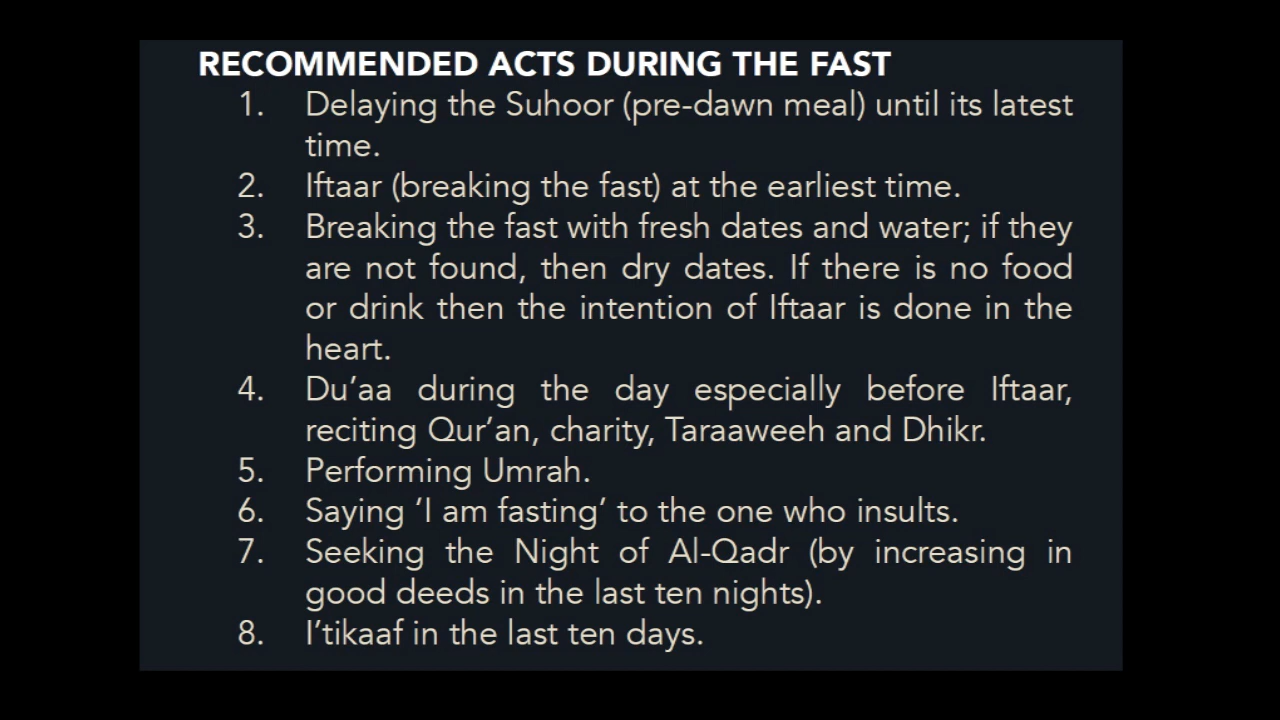 RECOMMENDED ACTS DURING THE FAST
1. Delaying the Suhoor (pre-dawn meal) until its latest
time.
2. Iftaar (breaking the fast) at the earliest time.
3. Breaking the fast with fresh dates and water; if they
are not found, then dry dates. If there is no food
or drink then the intention of Iftaar is done in the
heart.
4. Du’aa during the day especially before Iftaar,
reciting Qur’an, charity, Taraaweeh and Dhikr.
5. Performing Umrah.
6. Saying ‘I am fasting’ to the one who insults.
7. Seeking the Night of Al-Qadr (by increasing in
good deeds in the last ten nights).
8. I’tikaaf in the last ten days.